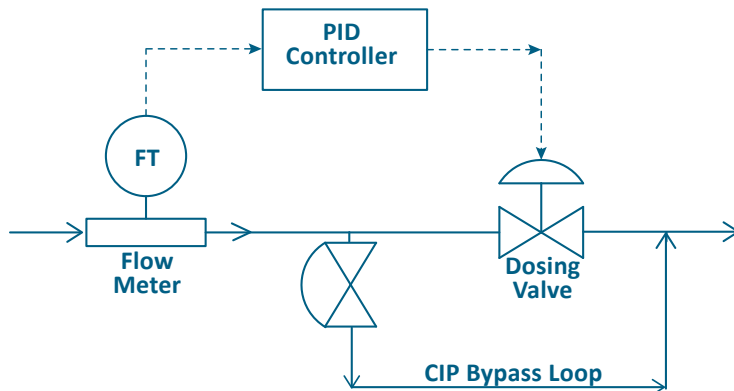 PID
Controller
FT
Flow
Meter
Dosing
Valve
CIP Bypass Loop